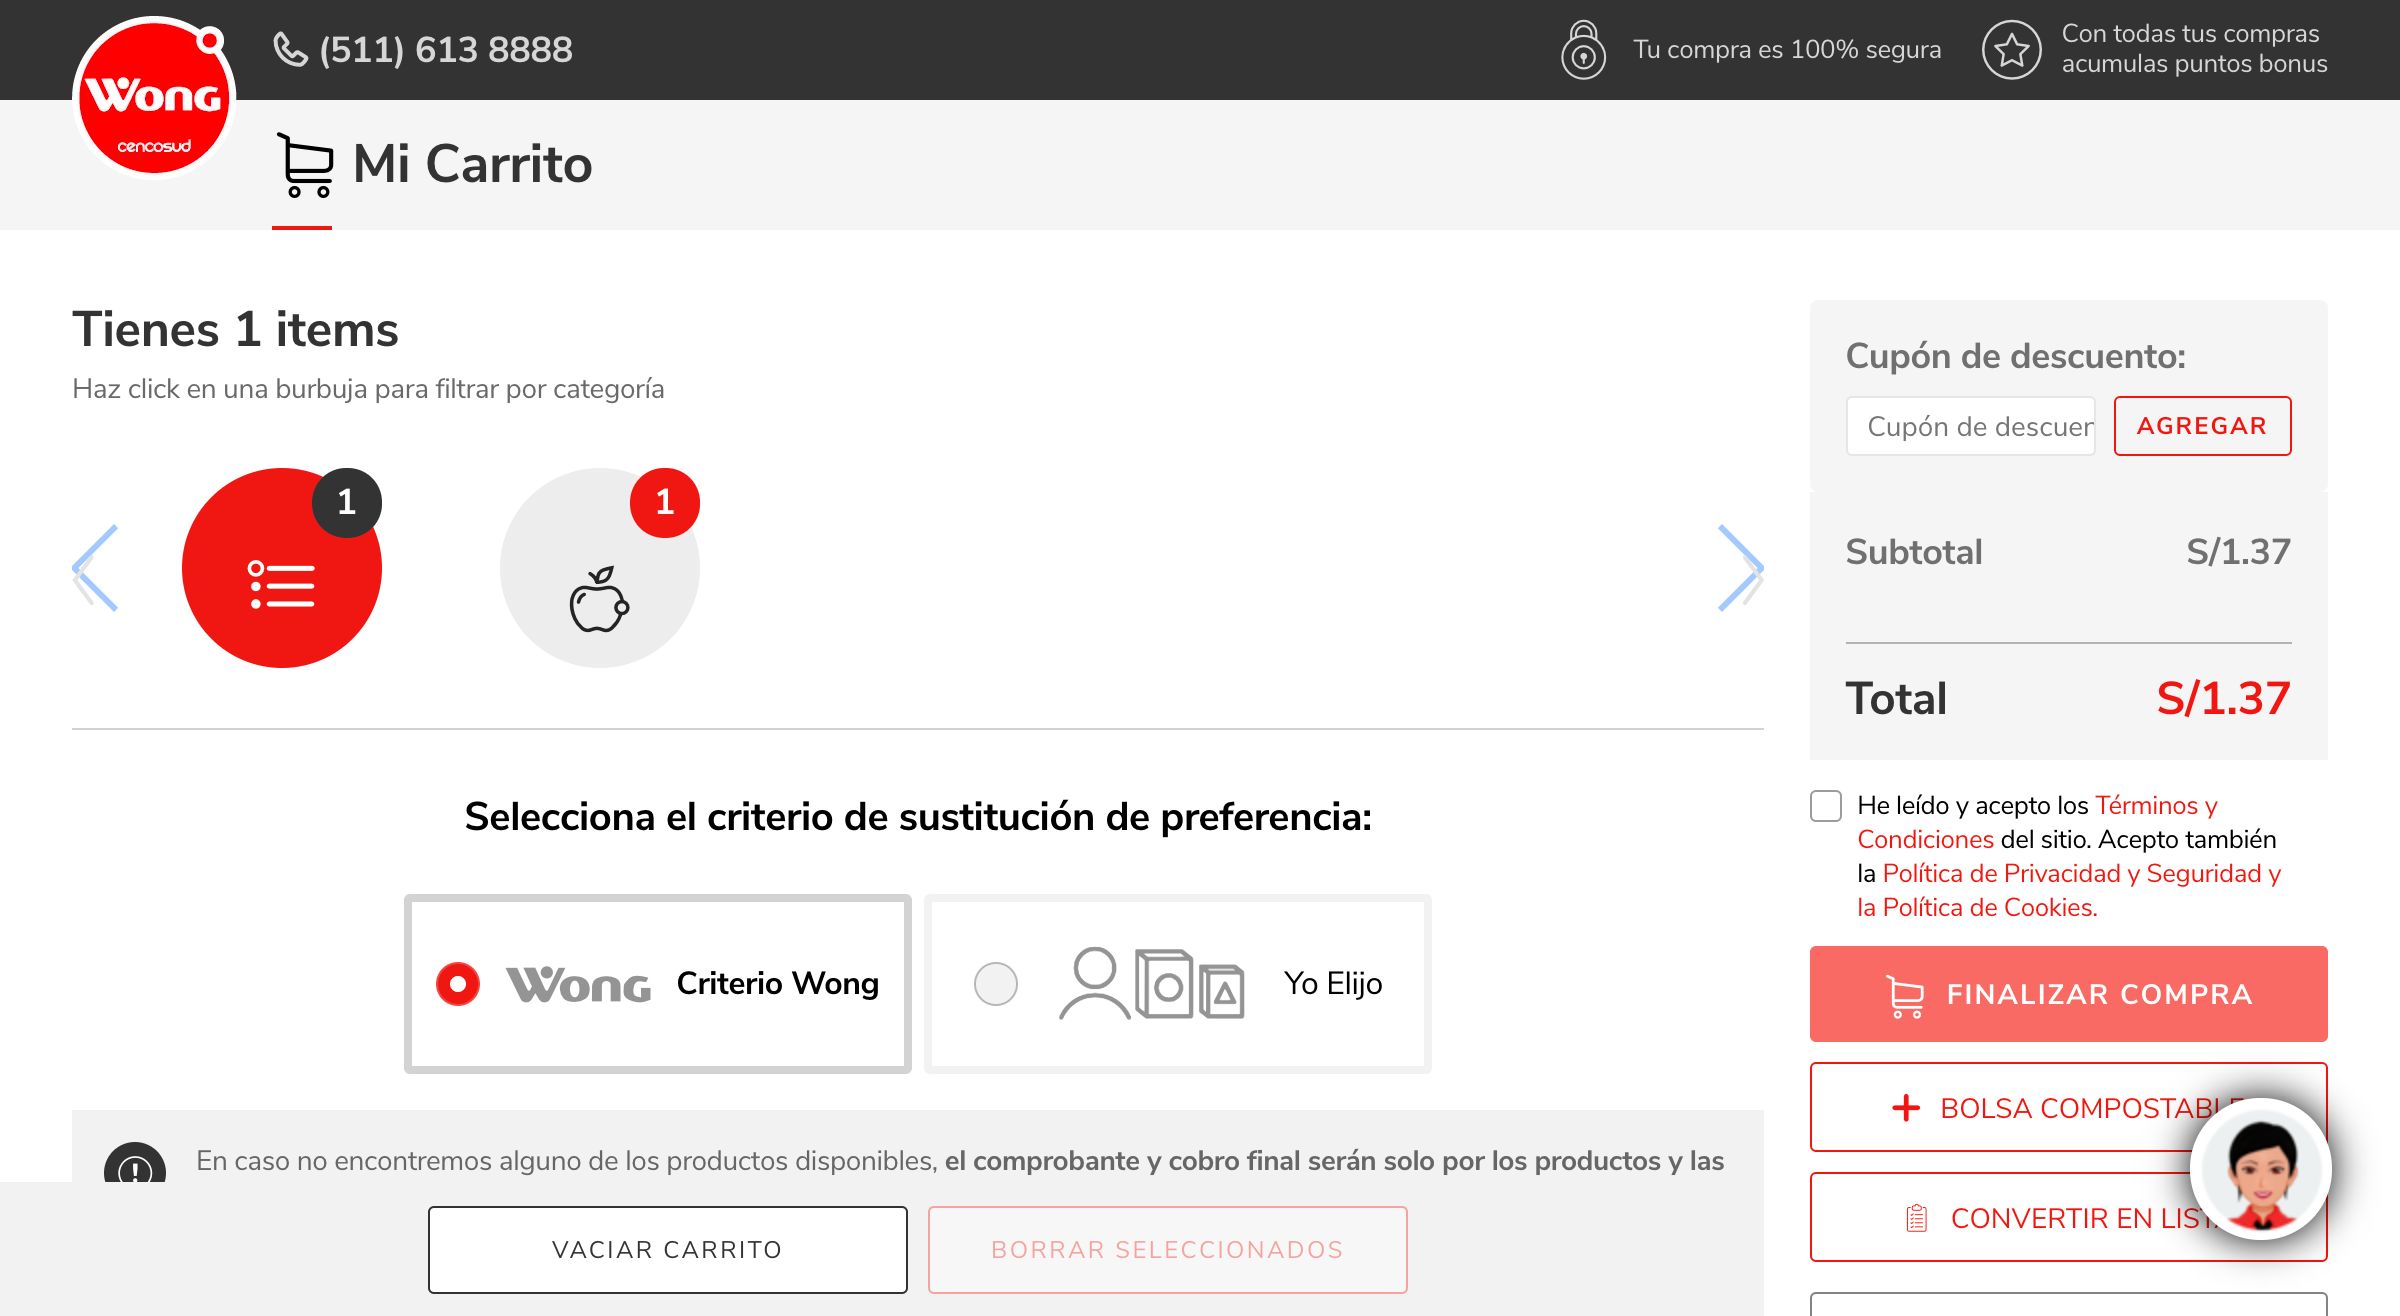 Wong
cencosud
(511) 613 8888
Tu compra es 100% segura
Con todas tus compras
acumulas puntos bonus
Mi Carrito
Tienes 1 items
Haz click en una burbuja para filtrar por categoría
1
1
Selecciona el criterio de sustitución de preferencia:
Wong Criterio Wong
Yo Elijo
En caso no encontremos alguno de los productos disponibles, el comprobante y cobro final serán solo por los productos y las
VACIAR CARRITO
BORRAR SELECCIONADOS
Cupón de descuento:
Cupón de descuen
AGREGAR
Subtotal S/1.37
Total S/1.37
He leído y acepto los Términos y
Condiciones del sitio. Acepto también
la Política de Privacidad y Seguridad y
la Política de Cookies.
FINALIZAR COMPRA
+ BOLSA COMPOSTABLE
CONVERTIR EN LISTA